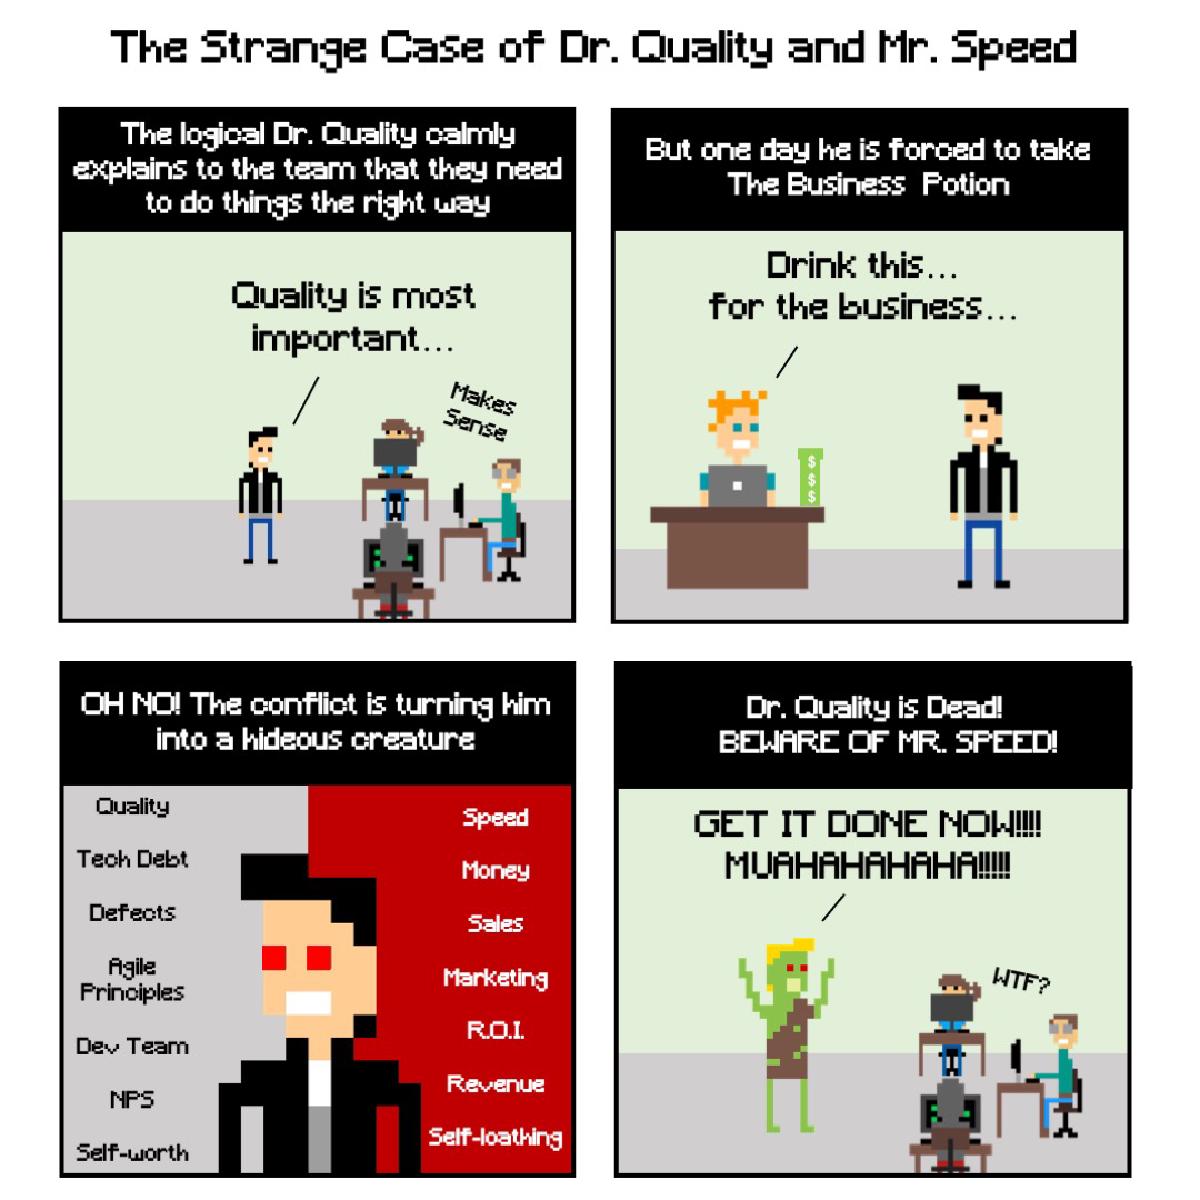 The Strange Case of Dr. Quality and Mr. Speed
The logical Dr. Quality calmly
explains to the team that they need
to do things the right way
Quality is most
important...
Makes
Sense
But one day he is forced to take
The Business Potion
Drink this...
for the business...
$
$
$
OH NO! The conflict is turning him
into a hideous creature
Quality
Tech Debt
Defects
Agile
Principles
Dev Team
NPS
Self-worth
Speed
Money
Sales
Marketing
R.O.I.
Revenue
Self-loathing
Dr. Quality is Dead!
BEWARE OF MR. SPEED!
GET IT DONE NOW!!!!
MUAHAHAHAHA!!!!!
WTF?